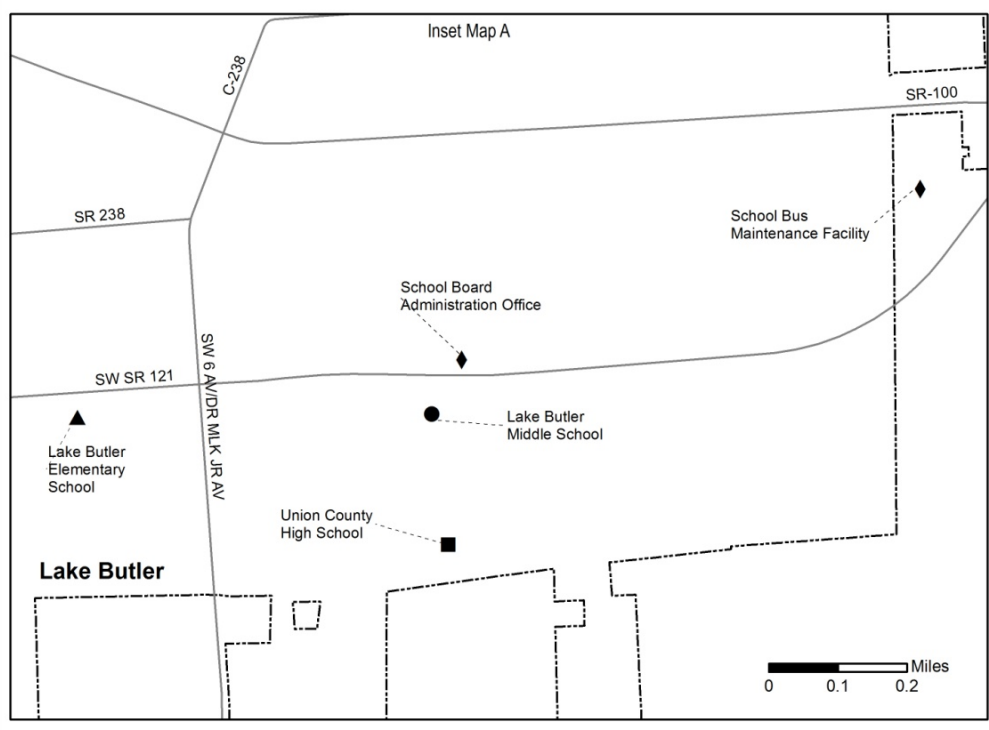 Inset Map A
C-238
SR-100
SR 238
School Bus
Maintenance Facility
School Board
Administration Office
SW 6 AV/DR MLK JR AV
SW SR 121
Lake Butler
Middle School
Lake Butler
Elementary
School
Union County
High School
Lake Butler
Miles
0 0.1 0.2